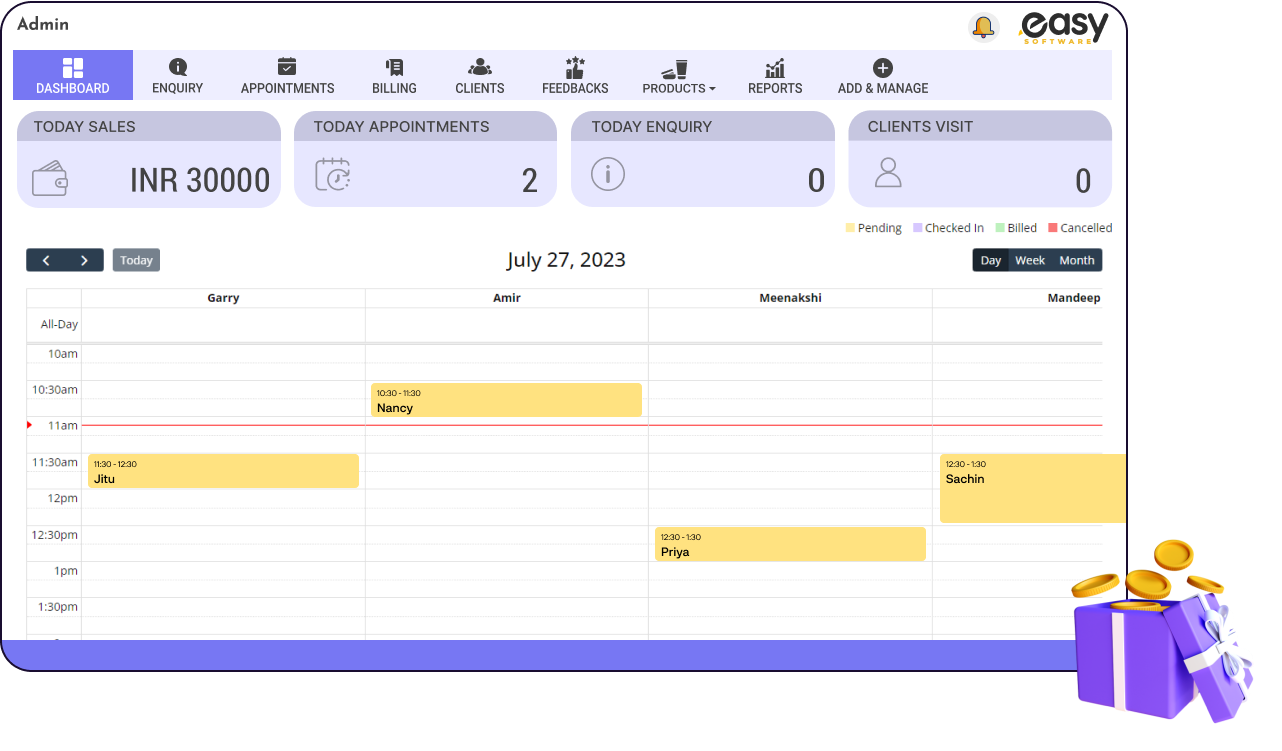 Admin
easy
SOFTWARE
DASHBOARD
ENQUIRY
APPOINTMENTS
BILLING
CLIENTS
FEEDBACKS
PRODUCTS
REPORTS
ADD & MANAGE
TODAY SALES
INR 30000
TODAY APPOINTMENTS
2
TODAY ENQUIRY
0
CLIENTS VISIT
0
Pending
Checked In
Billed
Cancelled
Today
July 27, 2023
Day
Week
Month
Garry
Amir
Meenakshi
Mandeep
All-Day
10am
10:30am
10:30 - 11:30
Nancy
11am
11:30am
11:30 - 12:30
Jitu
12:30 - 1:30
Sachin
12pm
12:30pm
12:30 - 1:30
Priya
1pm
1:30pm